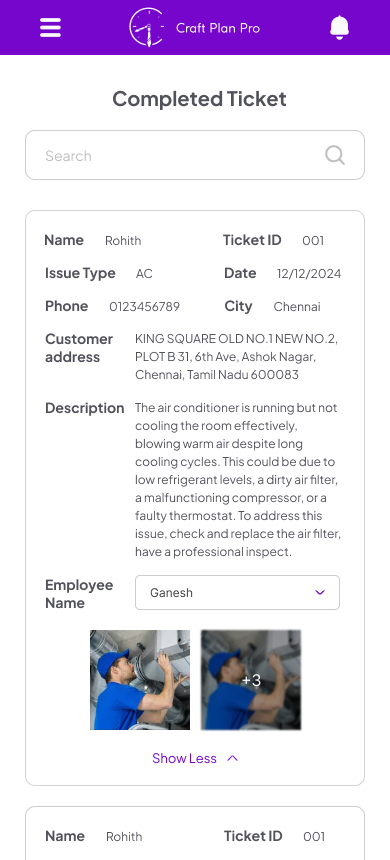 Craft Plan Pro
Completed Ticket
Search
Name Rohith Ticket ID 001
Issue Type AC Date 12/12/2024
Phone 0123456789 City Chennai
Customer address
KING SQUARE OLD NO.1 NEW NO.2,
PLOT B 31, 6th Ave, Ashok Nagar,
Chennai, Tamil Nadu 600083
Description
The air conditioner is running but not
cooling the room effectively,
blowing warm air despite long
cooling cycles. This could be due to
low refrigerant levels, a dirty air filter,
a malfunctioning compressor, or a
faulty thermostat. To address this
issue, check and replace the air filter,
have a professional inspect.
Employee
Name
Ganesh
+3
Show Less
Name Rohith Ticket ID 001